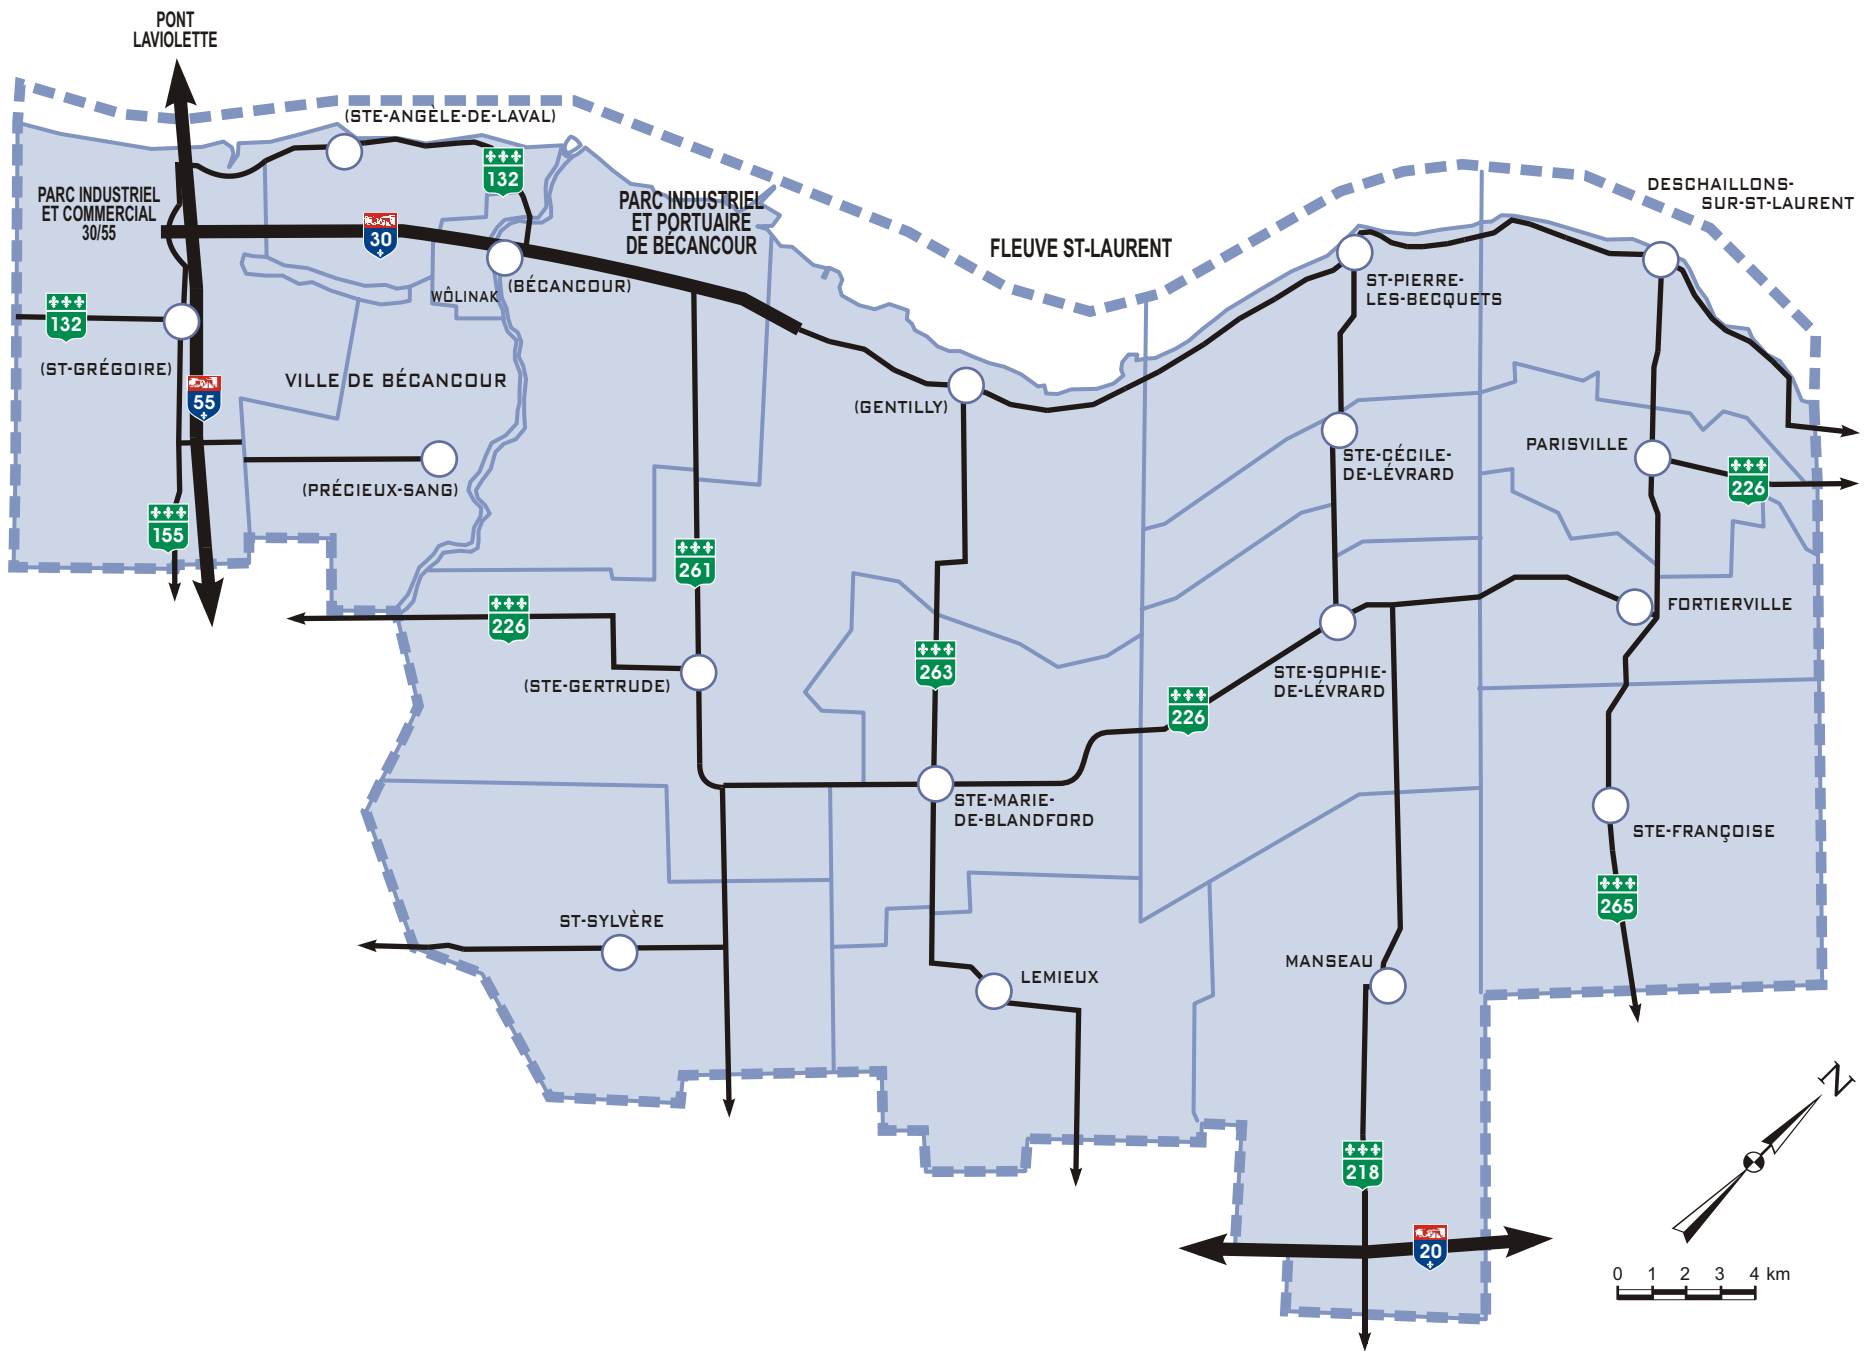 PONT
LAVIOLETTE
(STE-ANGÈLE-DE-LAVAL)
132
PARC INDUSTRIEL
ET COMMERCIAL
30/55
PARC INDUSTRIEL
ET PORTUAIRE
DE BÉCANCOUR
DESCHAILLONS-
SUR-ST-LAURENT
30
FLEUVE ST-LAURENT
(BÉCANCOUR)
WÔLINAK
ST-PIERRE-
LES-BECQUETS
132
(ST-GRÉGOIRE)
VILLE DE BÉCANCOUR
55
(GENTILLY)
PARISVILLE
STE-CÉCILE-
DE-LÉVRARD
(PRÉCIEUX-SANG)
226
155
261
226
FORTIERVILLE
263
(STE-GERTRUDE)
STE-SOPHIE-
DE-LÉVRARD
226
STE-MARIE-
DE-BLANDFORD
STE-FRANÇOISE
265
ST-SYLVÈRE
MANSEAU
LEMIEUX
N
218
20
0 1 2 3 4 km